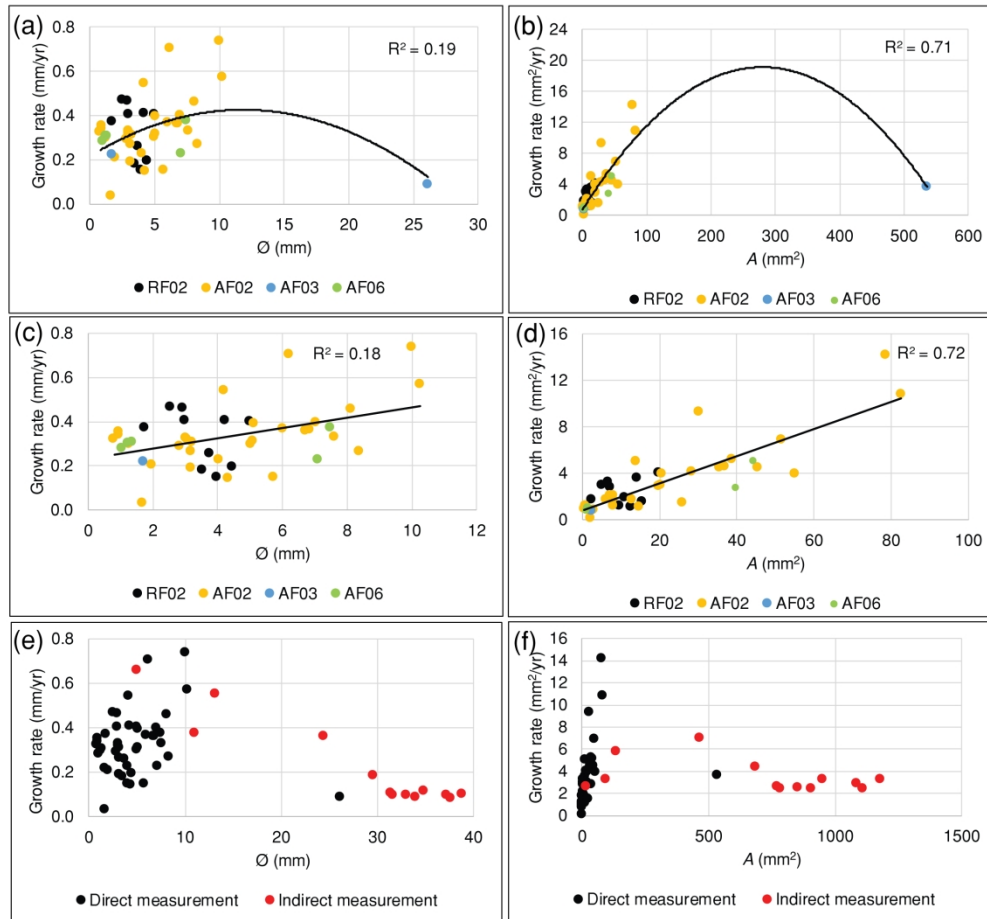 (a)
R² = 0.19
Growth rate (mm/yr)
0.8
0.6
0.4
0.2
0.0
0 5 10 15 20 25 30
Ø (mm)
RF02 AF02 AF03 AF06
(b)
R² = 0.71
Growth rate (mm²/yr)
24
20
16
12
8
4
0
0 100 200 300 400 500 600
A (mm²)
RF02 AF02 AF03 AF06
(c)
R² = 0.18
Growth rate (mm/yr)
0.8
0.6
0.4
0.2
0.0
0 2 4 6 8 10 12
Ø (mm)
RF02 AF02 AF03 AF06
(d)
R² = 0.72
Growth rate (mm²/yr)
16
12
8
4
0
0 20 40 60 80 100
A (mm²)
RF02 AF02 AF03 AF06
(e)
Growth rate (mm/yr)
0.8
0.6
0.4
0.2
0.0
0 10 20 30 40
Ø (mm)
Direct measurement Indirect measurement
(f)
Growth rate (mm²/yr)
16
14
12
10
8
6
4
2
0
0 500 1000 1500
A (mm²)
Direct measurement Indirect measurement